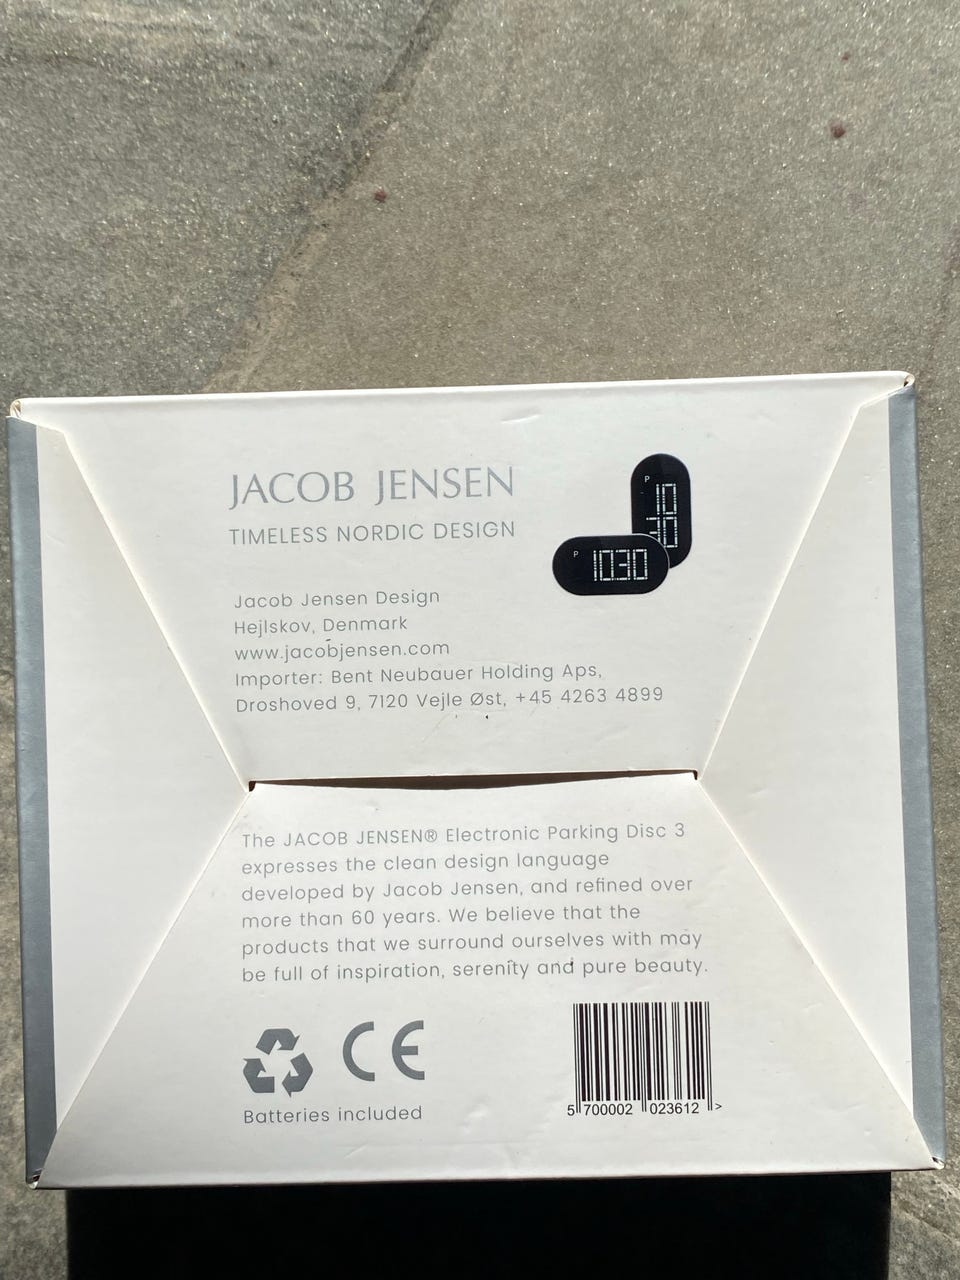 JACOB JENSEN
TIMELESS NORDIC DESIGN
P
10
30
P
1030
Jacob Jensen Design
Hejlskov, Denmark
www.jacobjensen.com
Importer: Bent Neubauer Holding Aps,
Droshoved 9, 7120 Vejle Øst, +45 4263 4899
The JACOB JENSEN® Electronic Parking Disc 3
expresses the clean design language
developed by Jacob Jensen, and refined over
more than 60 years. We believe that the
products that we surround ourselves with may
be full of inspiration, serenity and pure beauty.
CE
Batteries included
5 700002 023612 >